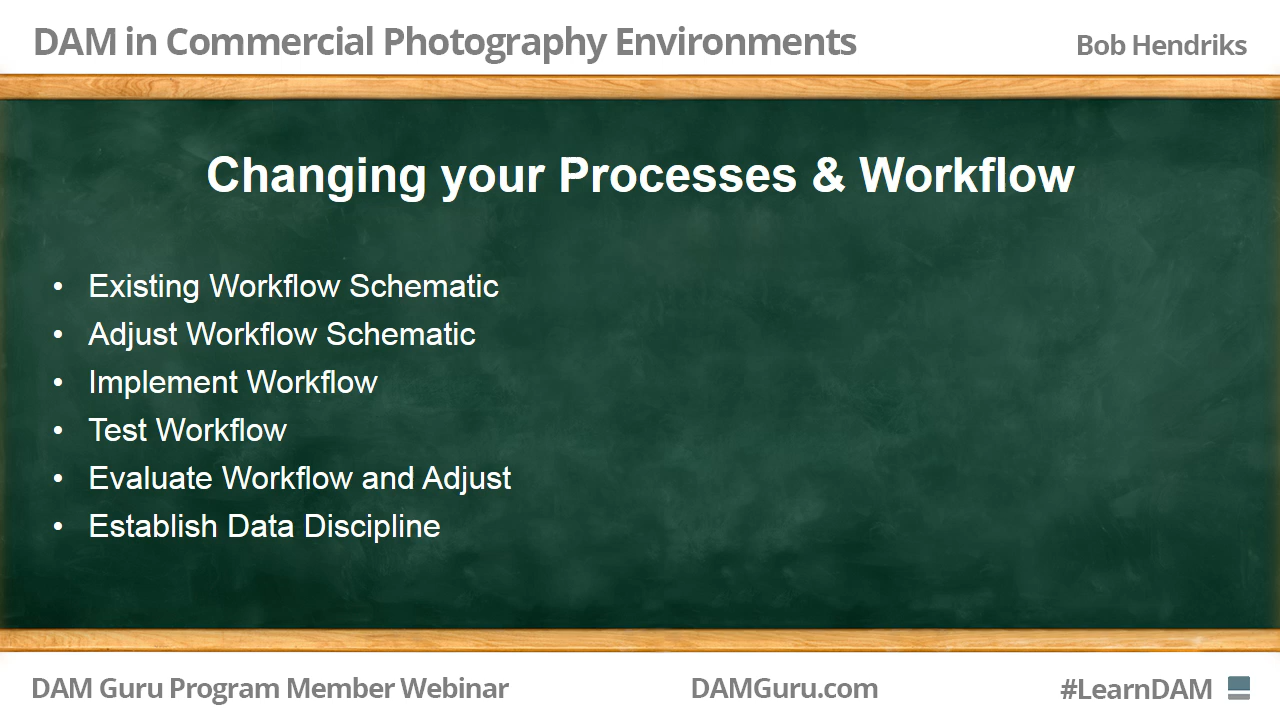 DAM in Commercial Photography Environments
Bob Hendriks
Changing your Processes & Workflow
• Existing Workflow Schematic
• Adjust Workflow Schematic
• Implement Workflow
• Test Workflow
• Evaluate Workflow and Adjust
• Establish Data Discipline
DAM Guru Program Member Webinar
DAMGuru.com
#LearnDAM